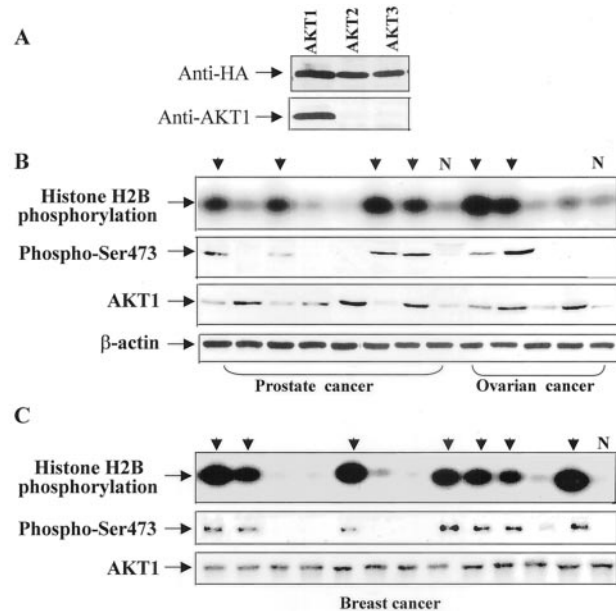 A
AKT1
AKT2
AKT3
Anti-HA
Anti-AKT1
B
N
N
Histone H2B
phosphorylation
Phospho-Ser473
AKT1
β-actin
Prostate cancer
Ovarian cancer
C
N
Histone H2B
phosphorylation
Phospho-Ser473
AKT1
Breast cancer